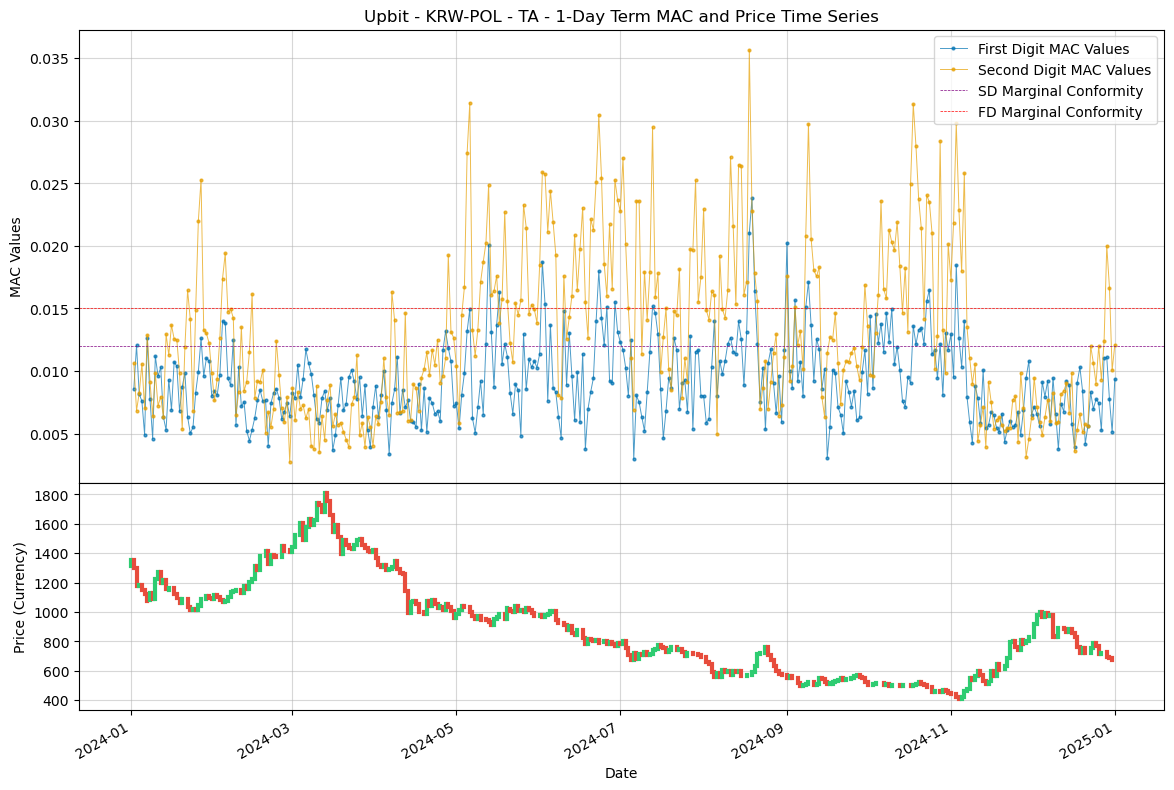 Upbit - KRW-POL - TA - 1-Day Term MAC and Price Time Series
First Digit MAC Values
Second Digit MAC Values
SD Marginal Conformity
FD Marginal Conformity
MAC Values
0.035
0.030
0.025
0.020
0.015
0.010
0.005
Price (Currency)
1800
1600
1400
1200
1000
800
600
400
2024-01
2024-03
2024-05
2024-07
2024-09
2024-11
2025-01
Date